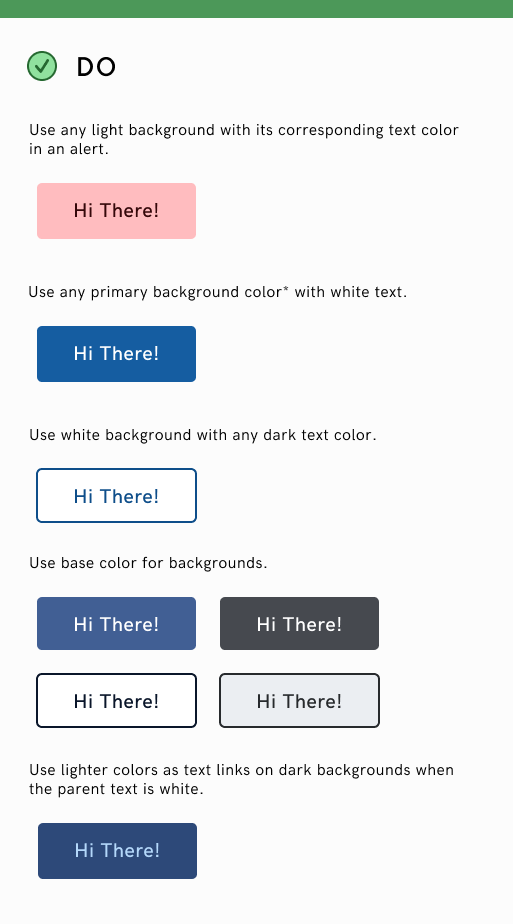 DO
Use any light background with its corresponding text color
in an alert.
Hi There!
Use any primary background color* with white text.
Hi There!
Use white background with any dark text color.
Hi There!
Use base color for backgrounds.
Hi There! Hi There!
Hi There! Hi There!
Use lighter colors as text links on dark backgrounds when
the parent text is white.
Hi There!